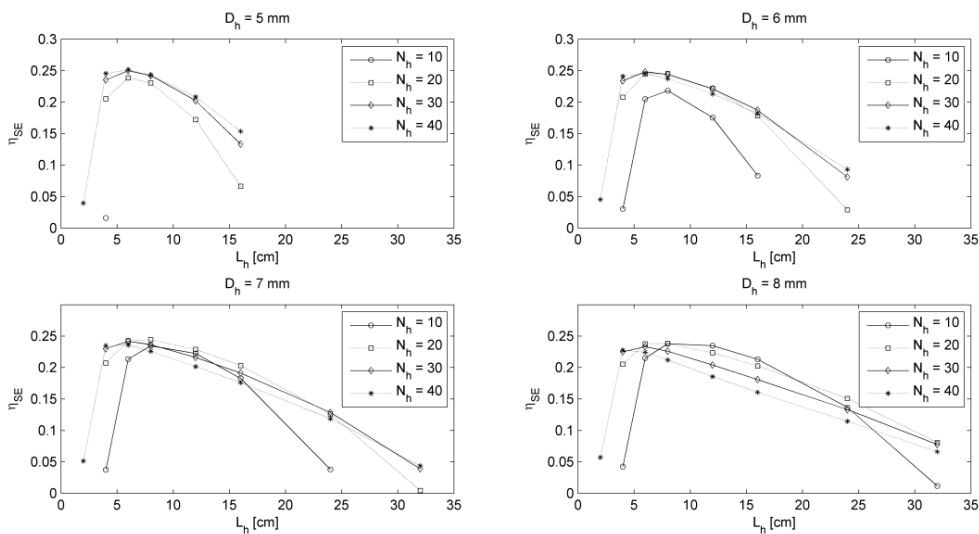 D_h = 5 mm
0.3
0.25
0.2
0.15
0.1
0.05
0
η_SE
0 5 10 15 20 25 30 35
L_h [cm]
N_h = 10
N_h = 20
N_h = 30
N_h = 40
D_h = 6 mm
0.3
0.25
0.2
0.15
0.1
0.05
0
η_SE
0 5 10 15 20 25 30 35
L_h [cm]
N_h = 10
N_h = 20
N_h = 30
N_h = 40
D_h = 7 mm
0.25
0.2
0.15
0.1
0.05
0
η_SE
0 5 10 15 20 25 30 35
L_h [cm]
N_h = 10
N_h = 20
N_h = 30
N_h = 40
D_h = 8 mm
0.25
0.2
0.15
0.1
0.05
0
η_SE
0 5 10 15 20 25 30 35
L_h [cm]
N_h = 10
N_h = 20
N_h = 30
N_h = 40